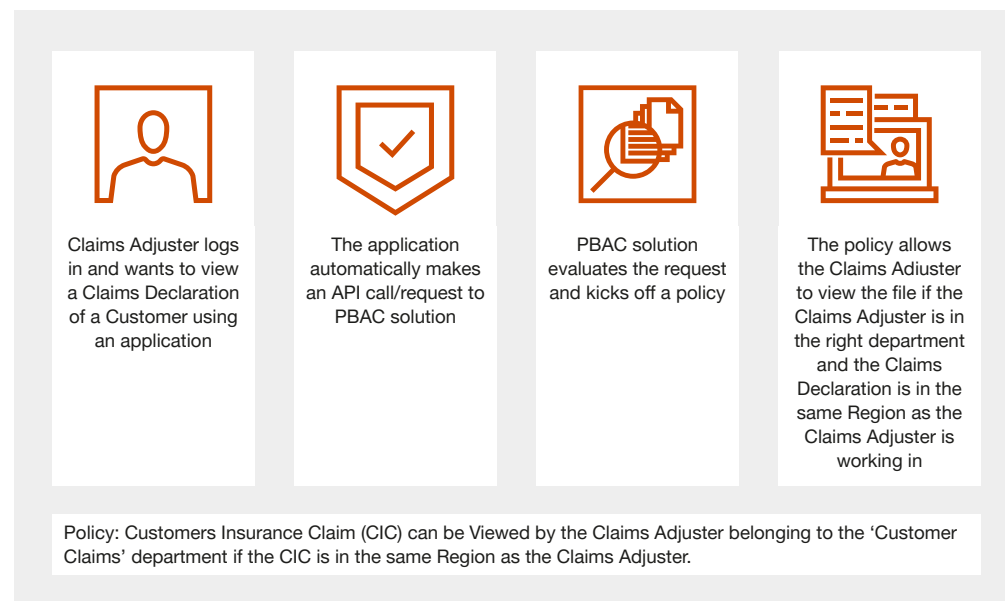 Claims Adjuster logs
in and wants to view
a Claims Declaration
of a Customer using
an application
The application
automatically makes
an API call/request to
PBAC solution
PBAC solution
evaluates the request
and kicks off a policy
The policy allows
the Claims Adiuster
to view the file if the
Claims Adjuster is in
the right department
and the Claims
Declaration is in the
same Region as the
Claims Adjuster is
working in
Policy: Customers Insurance Claim (CIC) can be Viewed by the Claims Adjuster belonging to the ‘Customer
Claims’ department if the CIC is in the same Region as the Claims Adjuster.